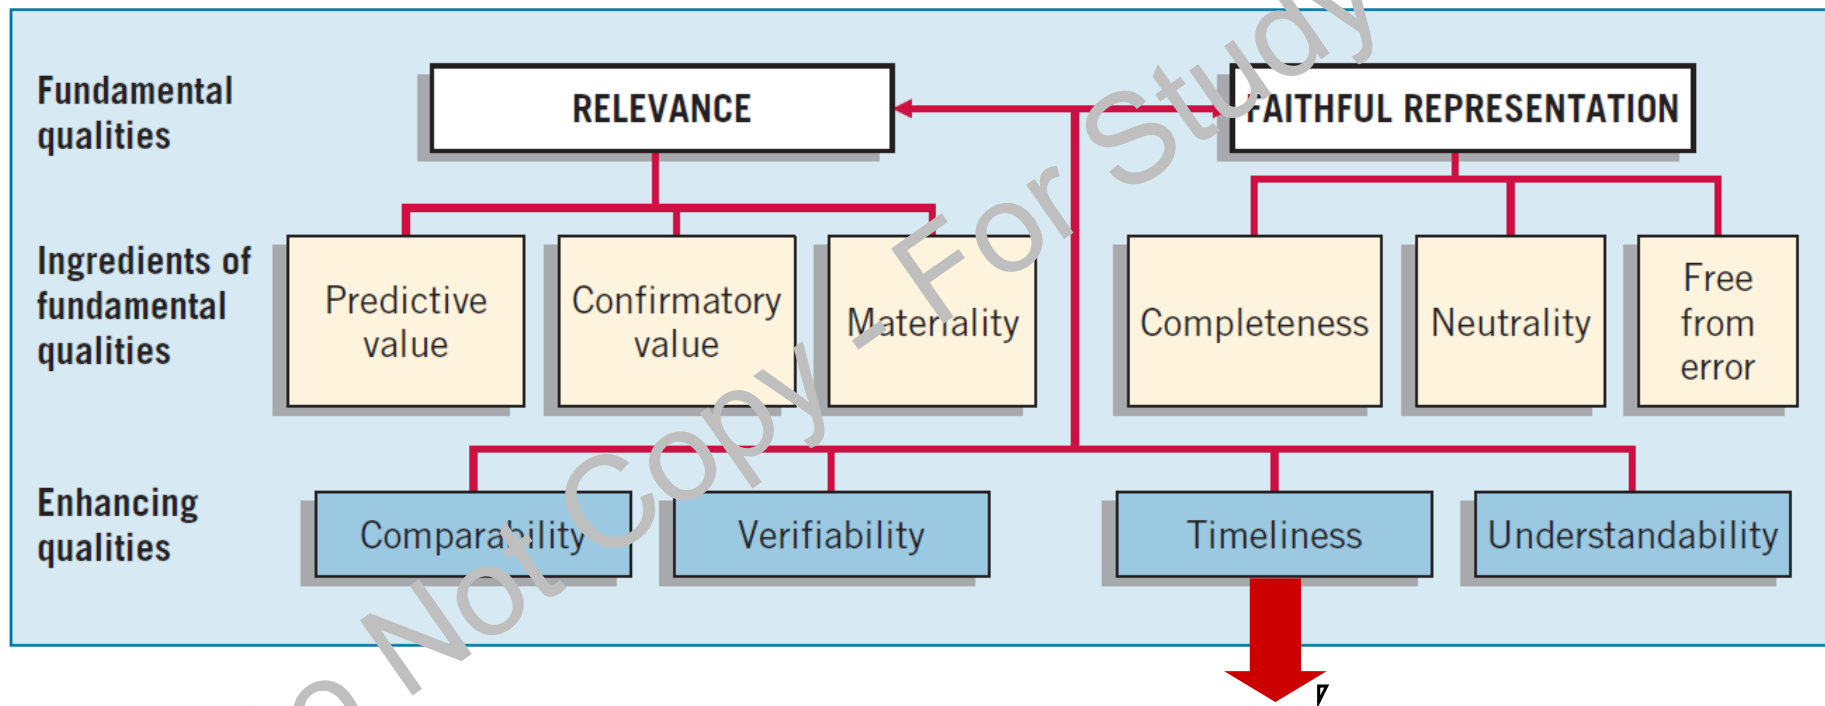 Fundamental
qualities
RELEVANCE
FAITHFUL REPRESENTATION
Ingredients of
fundamental
qualities
Predictive
value
Confirmatory
value
Materiality
Completeness
Neutrality
Free
from
error
Enhancing
qualities
Comparability
Verifiability
Timeliness
Understandability
Not Copy - For Study